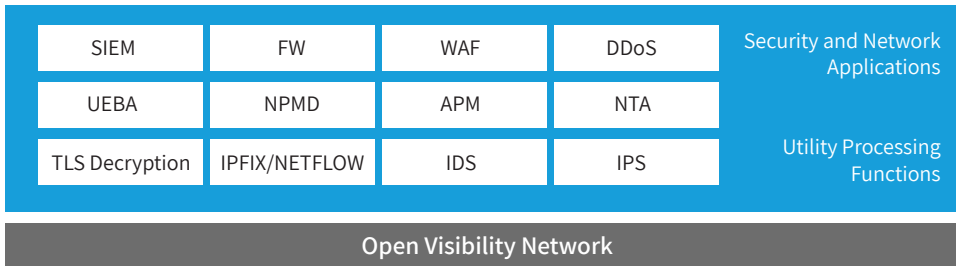 SIEM FW WAF DDoS
Security and Network
Applications
UEBA NPMD APM NTA
TLS Decryption IPFIX/NETFLOW IDS IPS
Utility Processing
Functions
Open Visibility Network